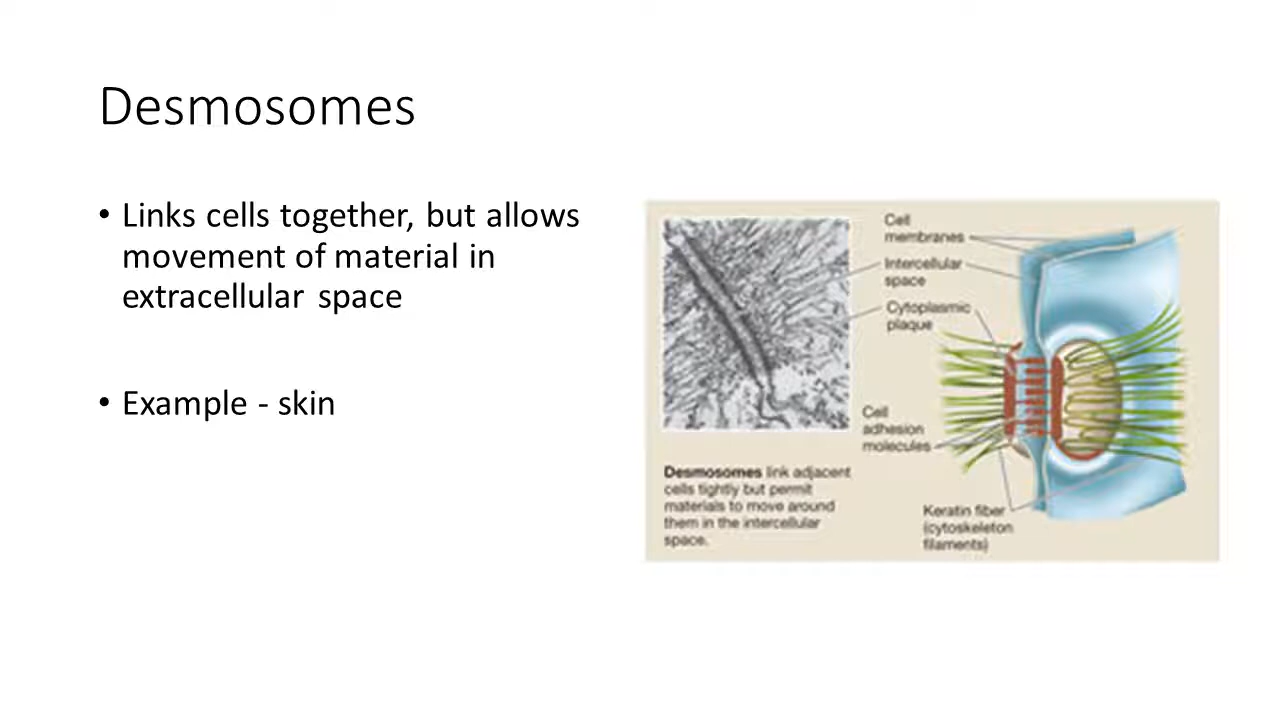 Desmosomes
• Links cells together, but allows
movement of material in
extracellular space
• Example - skin
Cell
membranes
Intercellular
space
Cytoplasmic
plaque
Cell
adhesion
molecules
Desmosomes link adjacent
cells tightly but permit
materials to move around
them in the intercellular
space.
Keratin fiber
(cytoskeleton
filaments)